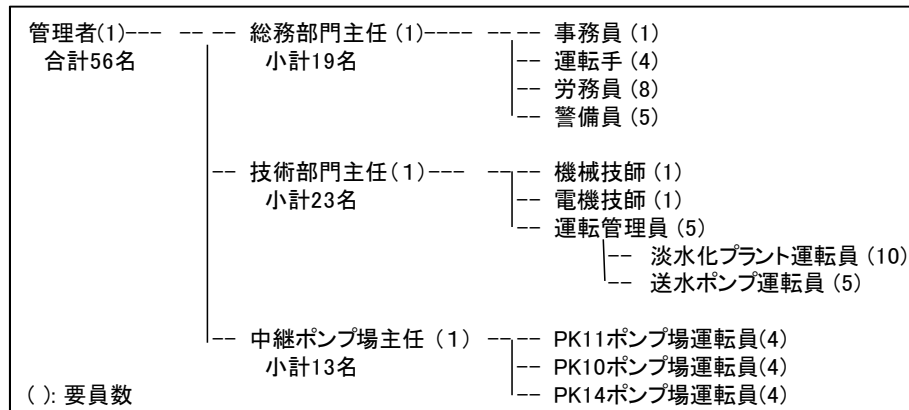 管理者(1)--- -- -- 総務部門主任 (1)---- -- -- 事務員 (1)
合計56名 小計19名 -- 運転手 (4)
-- 労務員 (8)
-- 警備員 (5)
-- 技術部門主任(１)--- -- -- 機械技師 (1)
小計23名 -- 電機技師 (1)
-- 運転管理員 (5)
-- 淡水化プラント運転員 (10)
-- 送水ポンプ運転員 (5)
-- 中継ポンプ場主任 (１) -- -- PK11ポンプ場運転員(4)
小計13名 -- PK10ポンプ場運転員(4)
( ): 要員数 -- PK14ポンプ場運転員(4)